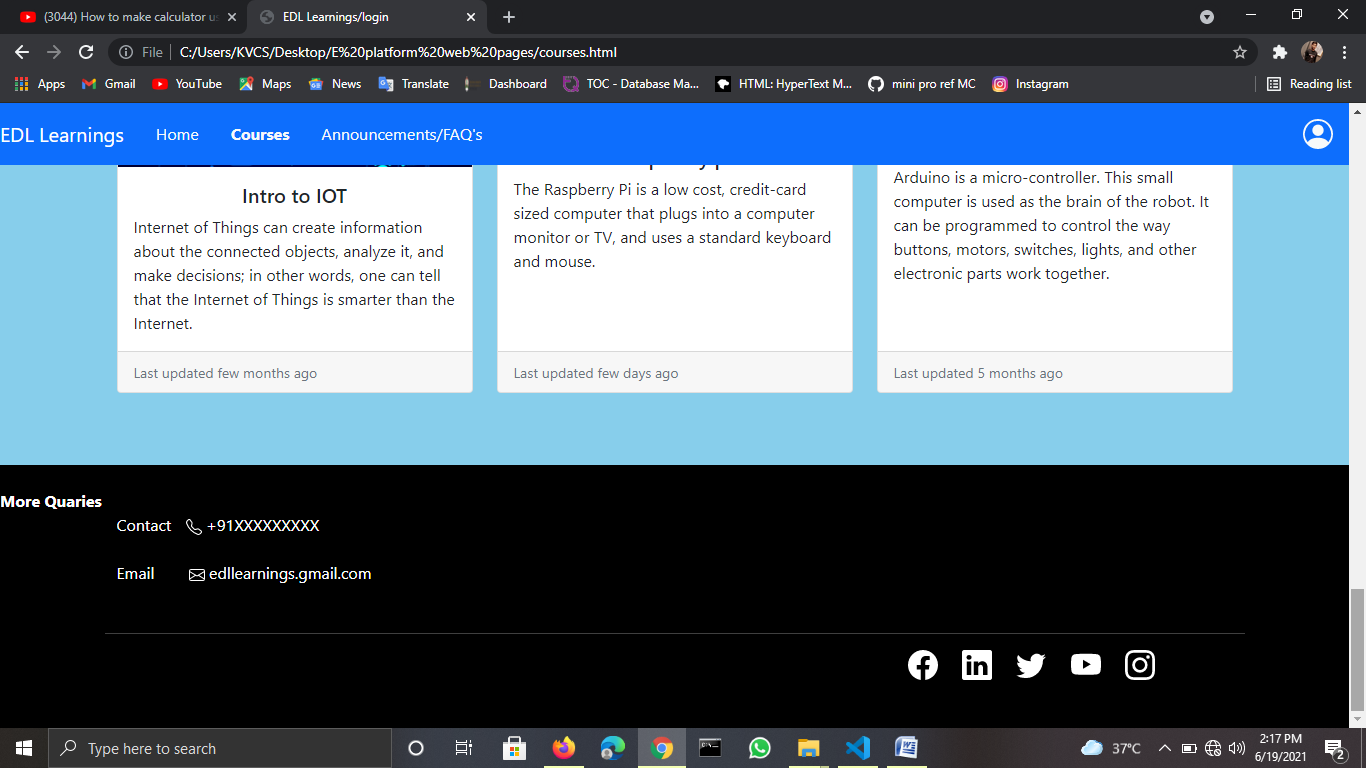 (3044) How to make calculator us
EDL Learnings/login
File
C:/Users/KVCS/Desktop/E%20platform%20web%20pages/courses.html
Apps
Gmail
YouTube
Maps
News
Translate
Dashboard
TOC - Database Ma...
HTML: HyperText M...
mini pro ref MC
Instagram
Reading list
EDL Learnings
Home
Courses
Announcements/FAQ's
Intro to IOT
Internet of Things can create information
about the connected objects, analyze it, and
make decisions; in other words, one can tell
that the Internet of Things is smarter than the
Internet.
Last updated few months ago
The Raspberry Pi is a low cost, credit-card
sized computer that plugs into a computer
monitor or TV, and uses a standard keyboard
and mouse.
Last updated few days ago
Arduino is a micro-controller. This small
computer is used as the brain of the robot. It
can be programmed to control the way
buttons, motors, switches, lights, and other
electronic parts work together.
Last updated 5 months ago
More Quaries
Contact +91XXXXXXXXX
Email edllearnings.gmail.com
Type here to search
37°C
2:17 PM
6/19/2021
2